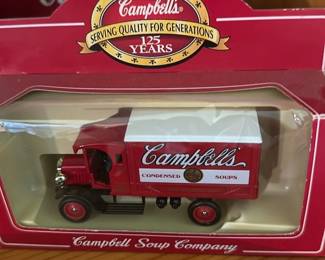 Campbell's
SERVING QUALITY FOR GENERATIONS
125
YEARS
Campbell's
CONDENSED SOUPS
Campbell Soup Company